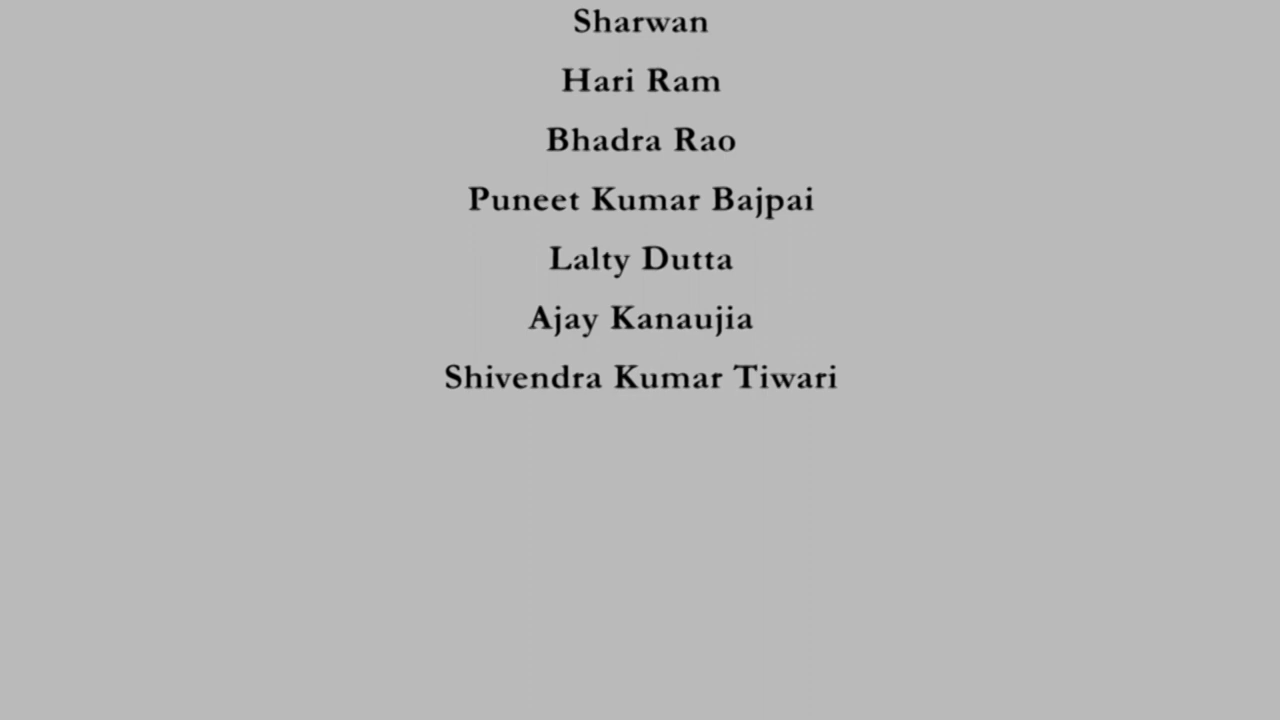 Sharwan
Hari Ram
Bhadra Rao
Puneet Kumar Bajpai
Lalty Dutta
Ajay Kanaujia
Shivendra Kumar Tiwari